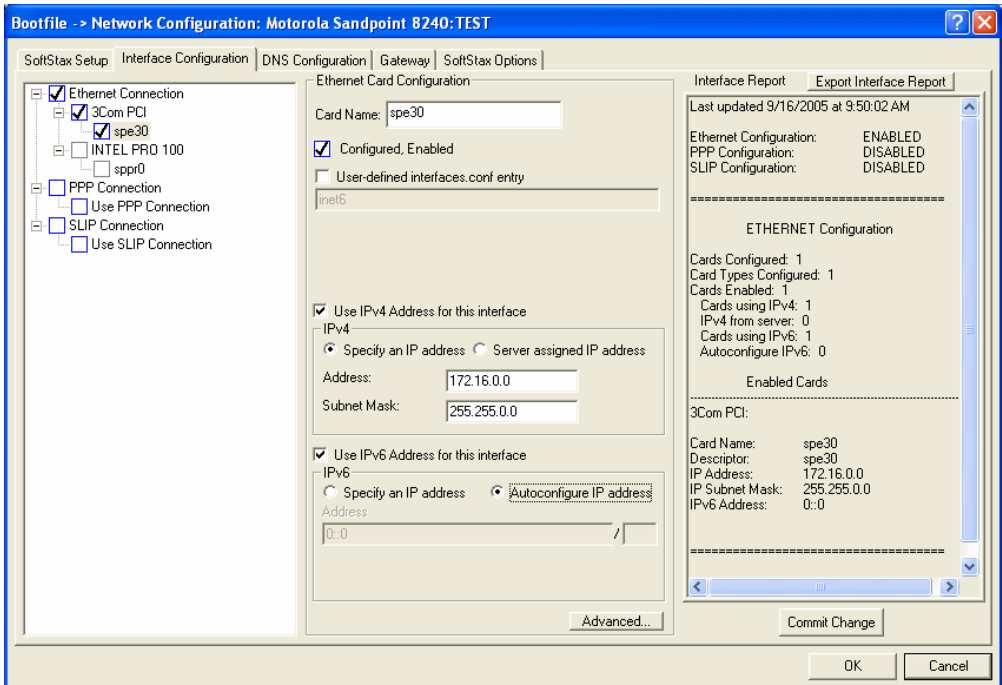 Bootfile -> Network Configuration: Motorola Sandpoint 8240:TEST
SoftStax Setup
Interface Configuration
DNS Configuration
Gateway
SoftStax Options
Ethernet Connection
3Com PCI
spe30
INTEL PRO 100
sppr0
PPP Connection
Use PPP Connection
SLIP Connection
Use SLIP Connection
Ethernet Card Configuration
Card Name: spe30
Configured, Enabled
User-defined interfaces.conf entry
inet6
Use IPv4 Address for this interface
IPv4
Specify an IP address
Server assigned IP address
Address: 172.16.0.0
Subnet Mask: 255.255.0.0
Use IPv6 Address for this interface
IPv6
Specify an IP address
Autoconfigure IP address
Address
0::0 /
Advanced...
Interface Report
Export Interface Report
Last updated 9/16/2005 at 9:50:02 AM
Ethernet Configuration: ENABLED
PPP Configuration: DISABLED
SLIP Configuration: DISABLED
=====================================
ETHERNET Configuration
Cards Configured: 1
Card Types Configured: 1
Cards Enabled: 1
Cards using IPv4: 1
IPv4 from server: 0
Cards using IPv6: 1
Autoconfigure IPv6: 0
Enabled Cards
3Com PCI:
Card Name: spe30
Descriptor: spe30
IP Address: 172.16.0.0
IP Subnet Mask: 255.255.0.0
IPv6 Address: 0::0
=====================================
Commit Change
OK
Cancel